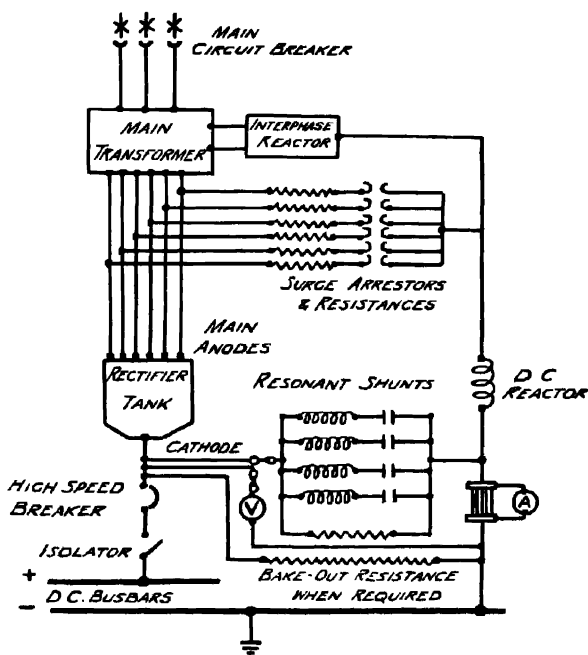 MAIN
CIRCUIT BREAKER
MAIN
TRANSFORMER
INTERPHASE
REACTOR
SURGE ARRESTORS
& RESISTANCES
MAIN
ANODES
RECTIFIER
TANK
RESONANT SHUNTS
D C
REACTOR
CATHODE
HIGH SPEED
BREAKER
V
A
ISOLATOR
+
D.C. BUSBARS
−
BAKE-OUT RESISTANCE
WHEN REQUIRED